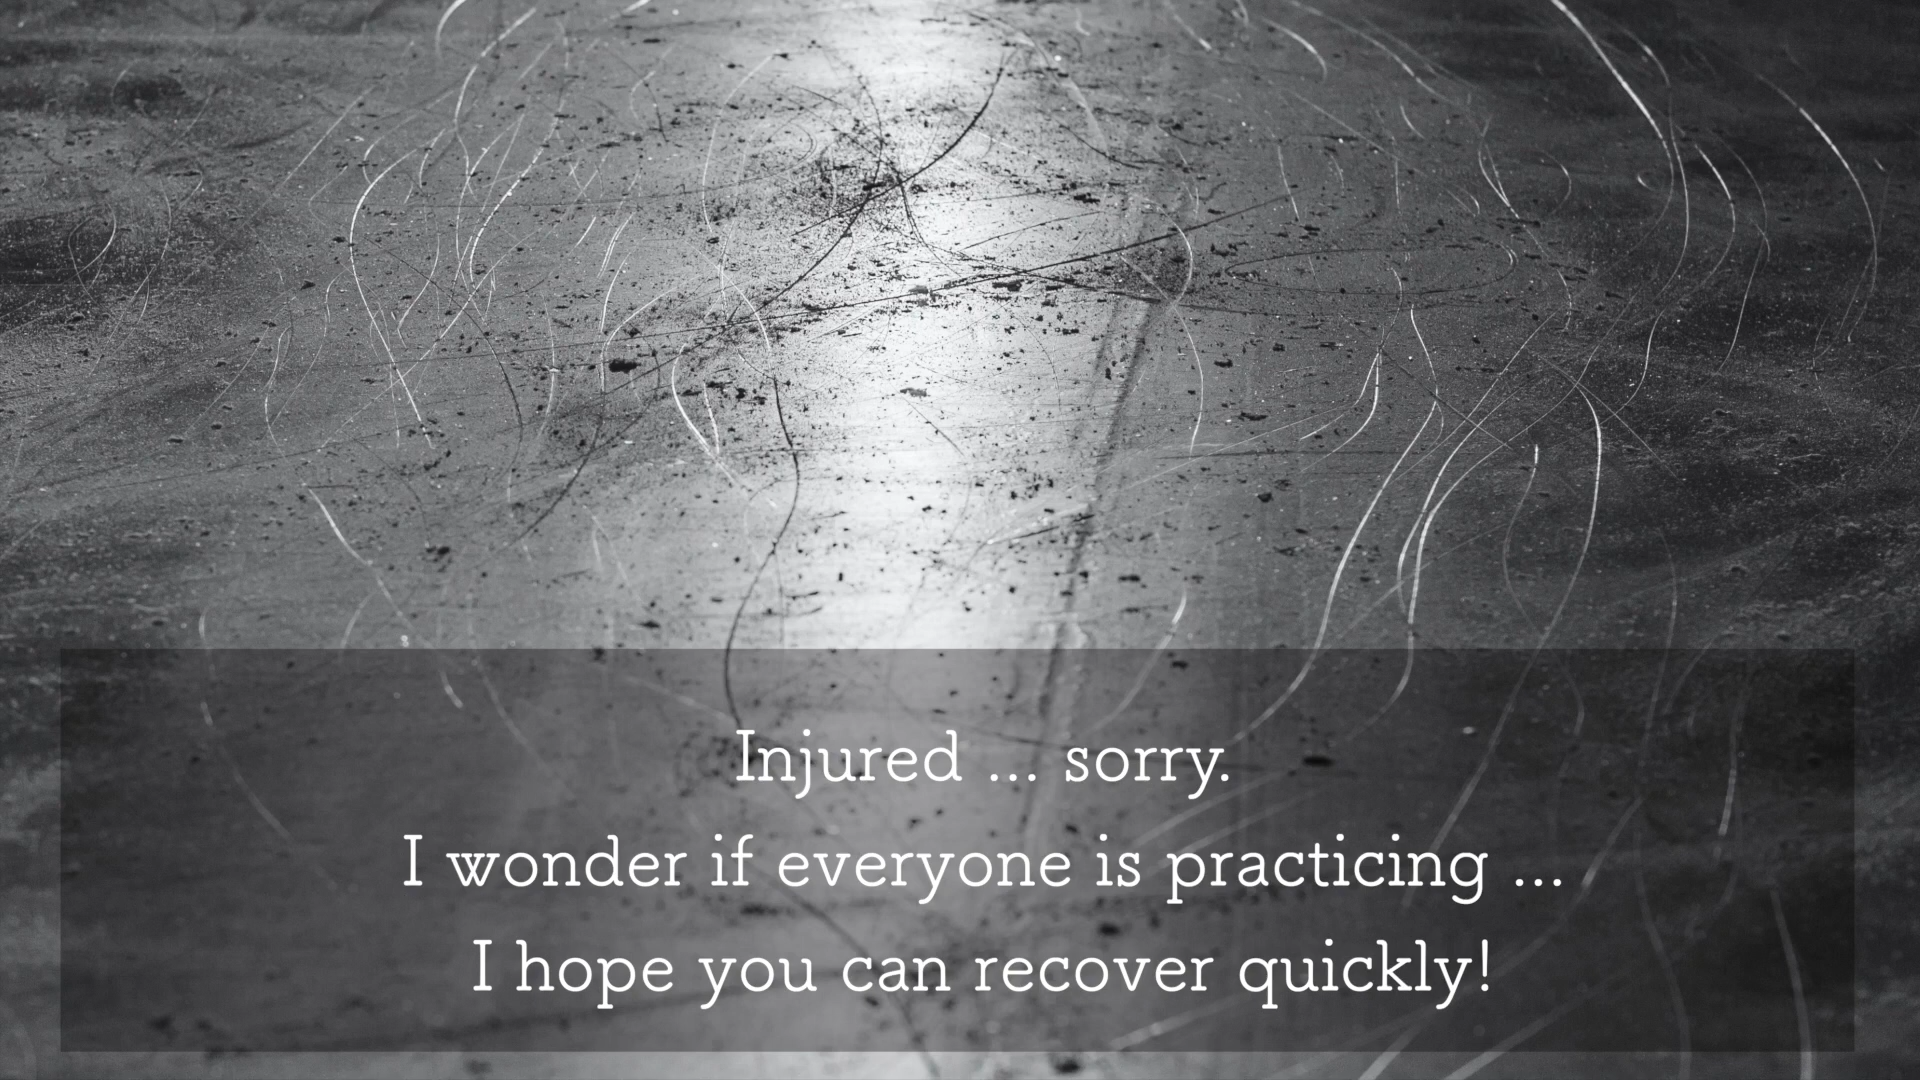 Injured ... sorry.
I wonder if everyone is practicing ...
I hope you can recover quickly!